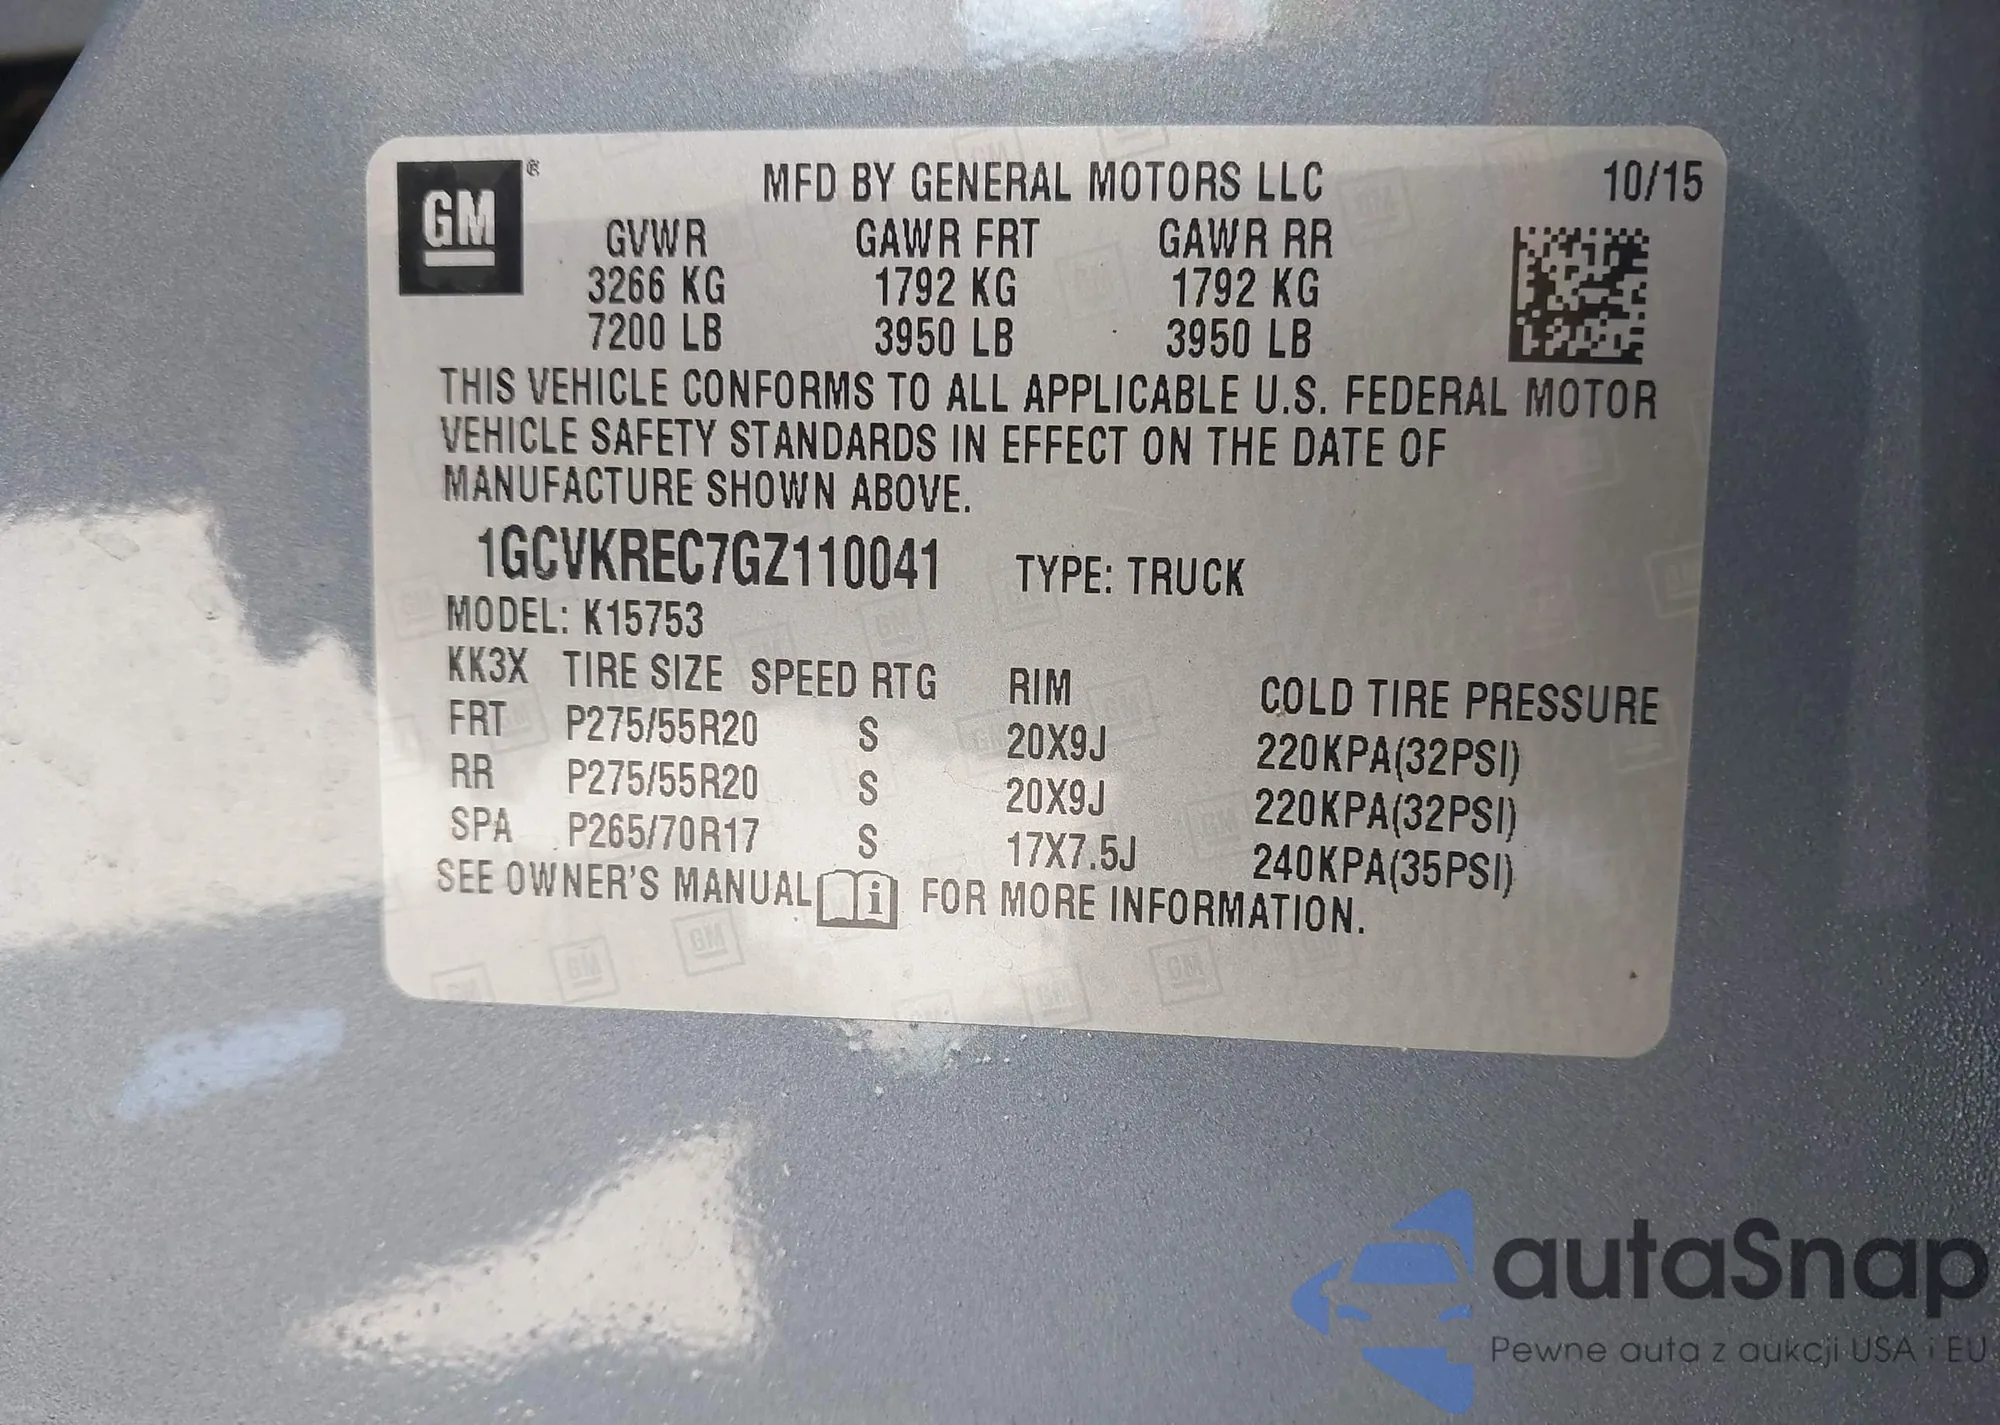 GM ® MFD BY GENERAL MOTORS LLC 10/15
GVWR GAWR FRT GAWR RR
3266 KG 1792 KG 1792 KG
7200 LB 3950 LB 3950 LB
THIS VEHICLE CONFORMS TO ALL APPLICABLE U.S. FEDERAL MOTOR
VEHICLE SAFETY STANDARDS IN EFFECT ON THE DATE OF
MANUFACTURE SHOWN ABOVE.
1GCVKREC7GZ110041 TYPE: TRUCK
MODEL: K15753
KK3X TIRE SIZE SPEED RTG RIM COLD TIRE PRESSURE
FRT P275/55R20 S 20X9J 220KPA(32PSI)
RR P275/55R20 S 20X9J 220KPA(32PSI)
SPA P265/70R17 S 17X7.5J 240KPA(35PSI)
SEE OWNER'S MANUAL i FOR MORE INFORMATION.
autaSnap
Pewne auta z aukcji USA i EU